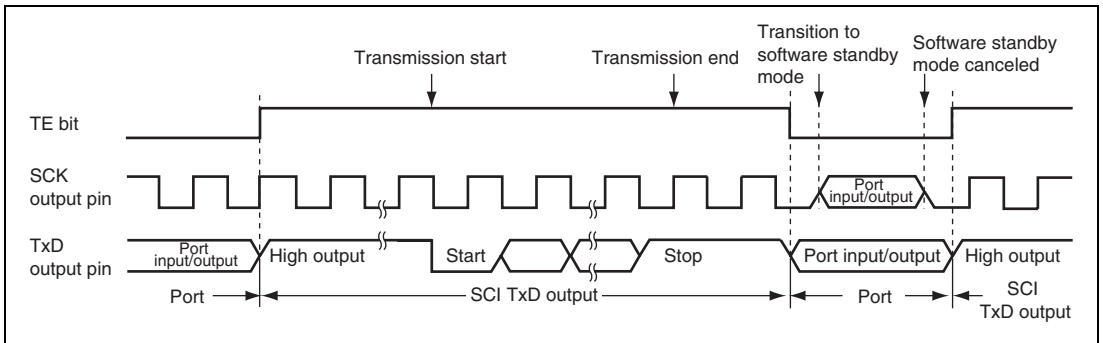 Transmission start
Transmission end
Transition to
software standby
mode
Software standby
mode canceled
TE bit
SCK
output pin
Port
input/output
TxD
output pin
Port
input/output
High output
Start
Stop
Port input/output
High output
Port
SCI TxD output
Port
SCI
TxD output